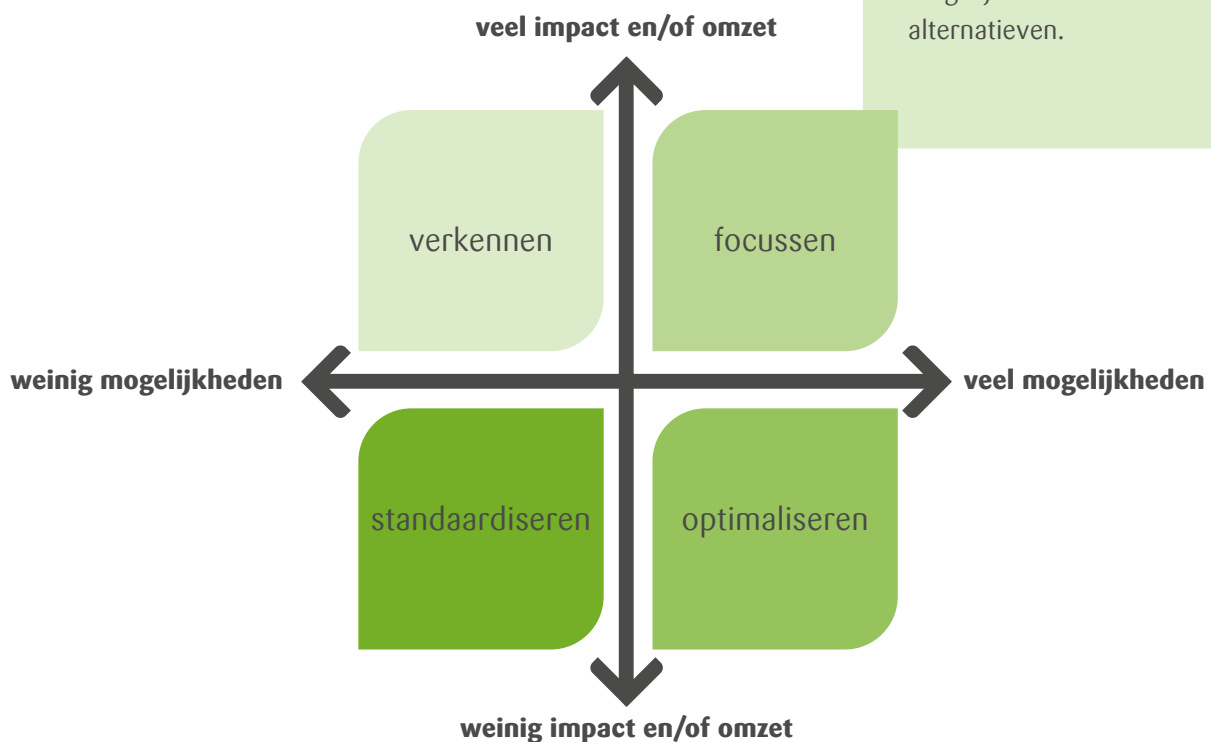 alternatieven.
veel impact en/of omzet
verkennen
focussen
weinig mogelijkheden
veel mogelijkheden
standaardiseren
optimaliseren
weinig impact en/of omzet